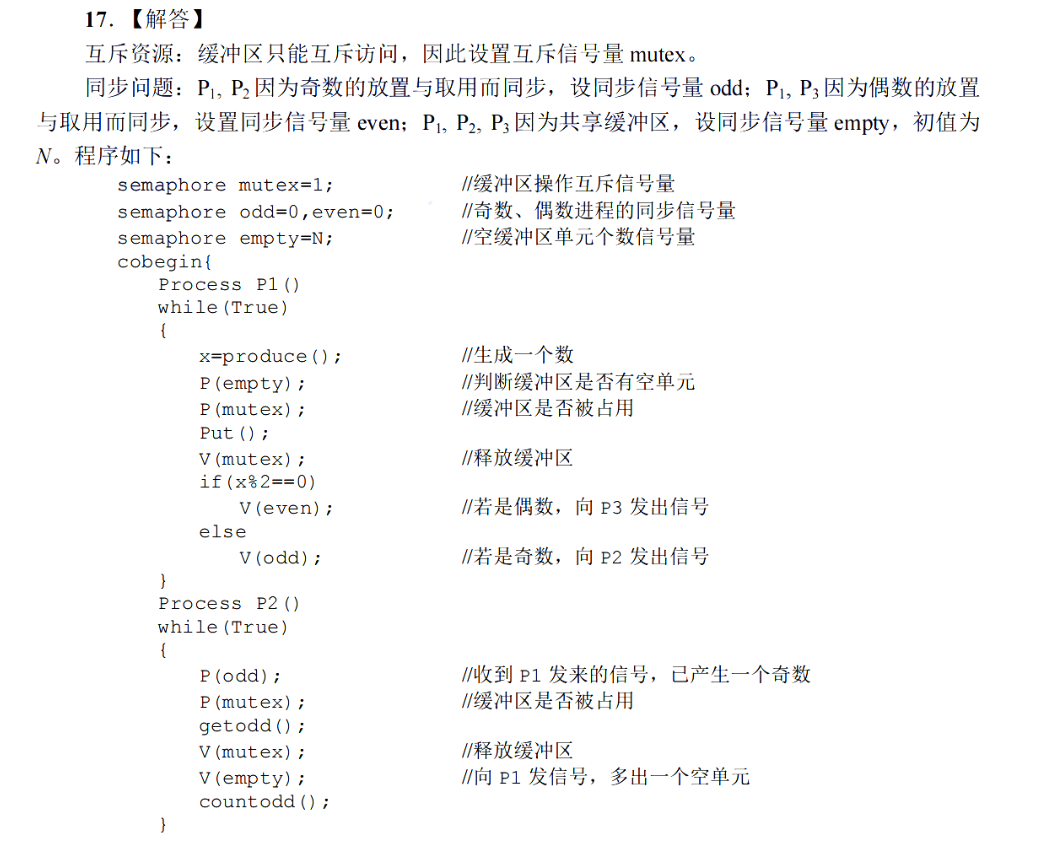 17. 【解答】
互斥资源：缓冲区只能互斥访问，因此设置互斥信号量 mutex。
同步问题：P1, P2因为奇数的放置与取用而同步，设同步信号量 odd；P1, P3因为偶数的放置
与取用而同步，设置同步信号量 even；P1, P2, P3因为共享缓冲区，设同步信号量 empty，初值为
N。程序如下：
semaphore mutex=1; //缓冲区操作互斥信号量
semaphore odd=0,even=0; //奇数、偶数进程的同步信号量
semaphore empty=N; //空缓冲区单元个数信号量
cobegin{
Process P1()
while(True)
{
x=produce(); //生成一个数
P(empty); //判断缓冲区是否有空单元
P(mutex); //缓冲区是否被占用
Put();
V(mutex); //释放缓冲区
if(x%2==0)
V(even); //若是偶数，向 P3 发出信号
else
V(odd); //若是奇数，向 P2 发出信号
}
Process P2()
while(True)
{
P(odd); //收到 P1 发来的信号，已产生一个奇数
P(mutex); //缓冲区是否被占用
getodd();
V(mutex); //释放缓冲区
V(empty); //向 P1 发信号，多出一个空单元
countodd();
}